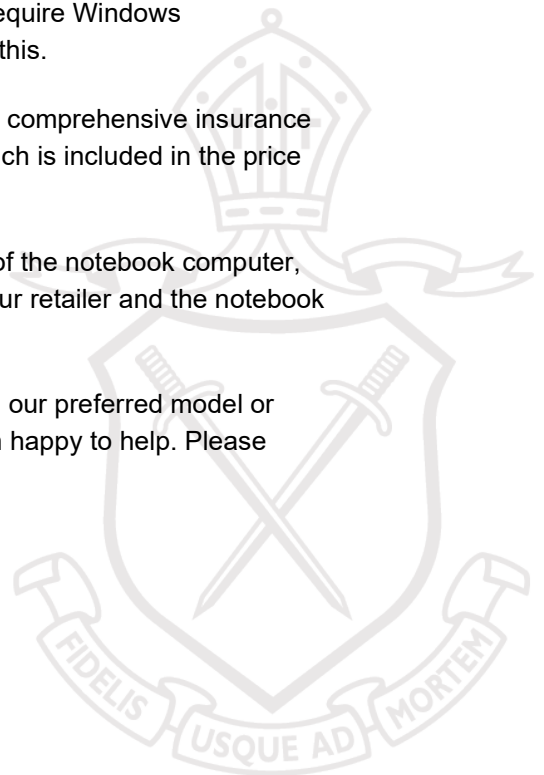 equire Windows
this.
comprehensive insurance
ch is included in the price
of the notebook computer,
ur retailer and the notebook
our preferred model or
happy to help. Please
FIDELIS
USQUE AD
MORTEM